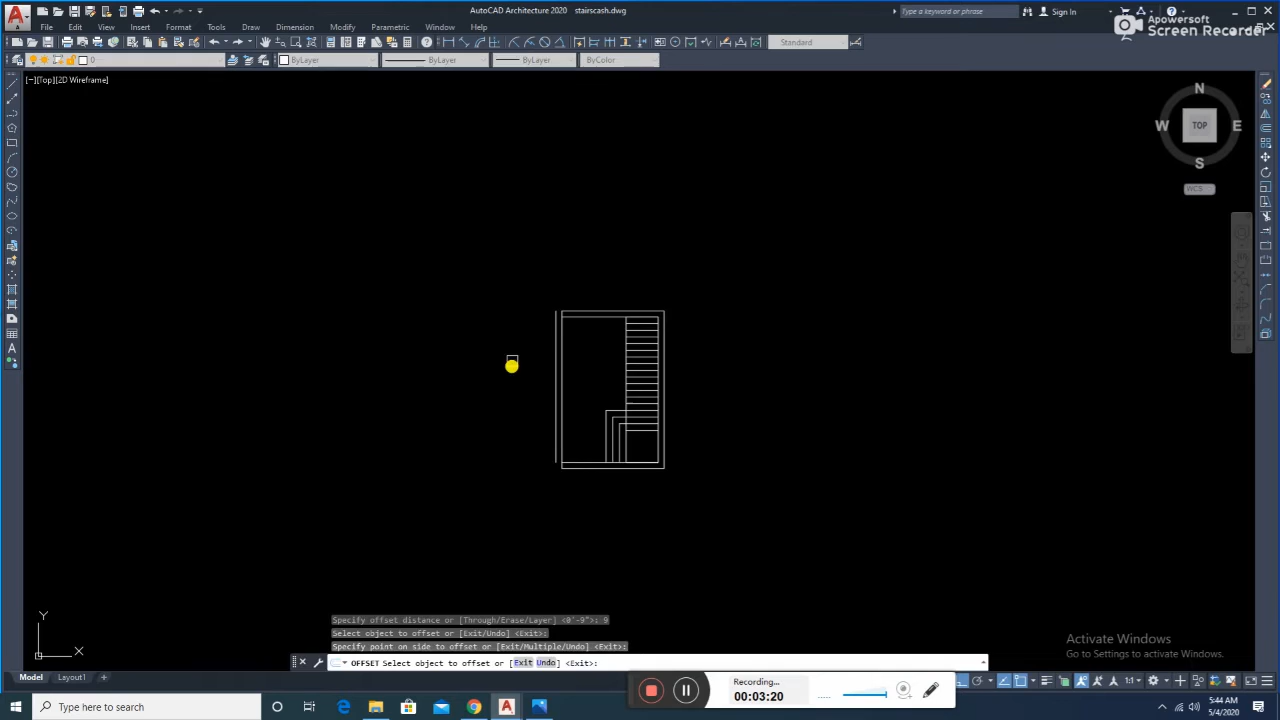 AutoCAD Architecture 2020 stairscash.dwg
Type a keyword or phrase
Sign In
File Edit View Insert Format Tools Draw Dimension Modify Parametric Window Help
Apowersoft
Screen Recorder
Standard
0
ByLayer
ByLayer
ByLayer
ByColor
[−][Top][2D Wireframe]
N
W
TOP
E
S
WCS
Y
X
Specify offset distance or [Through/Erase/Layer] <0'-9">: 9
Select object to offset or [Exit/Undo] <Exit>:
Specify point on side to offset or [Exit/Multiple/Undo] <Exit>:
OFFSET Select object to offset or [Exit Undo] <Exit>:
Activate Windows
Go to Settings to activate Windows.
Model Layout1 +
1:1
Recording...
00:03:20
Type here to search
5:44 AM
5/4/2020